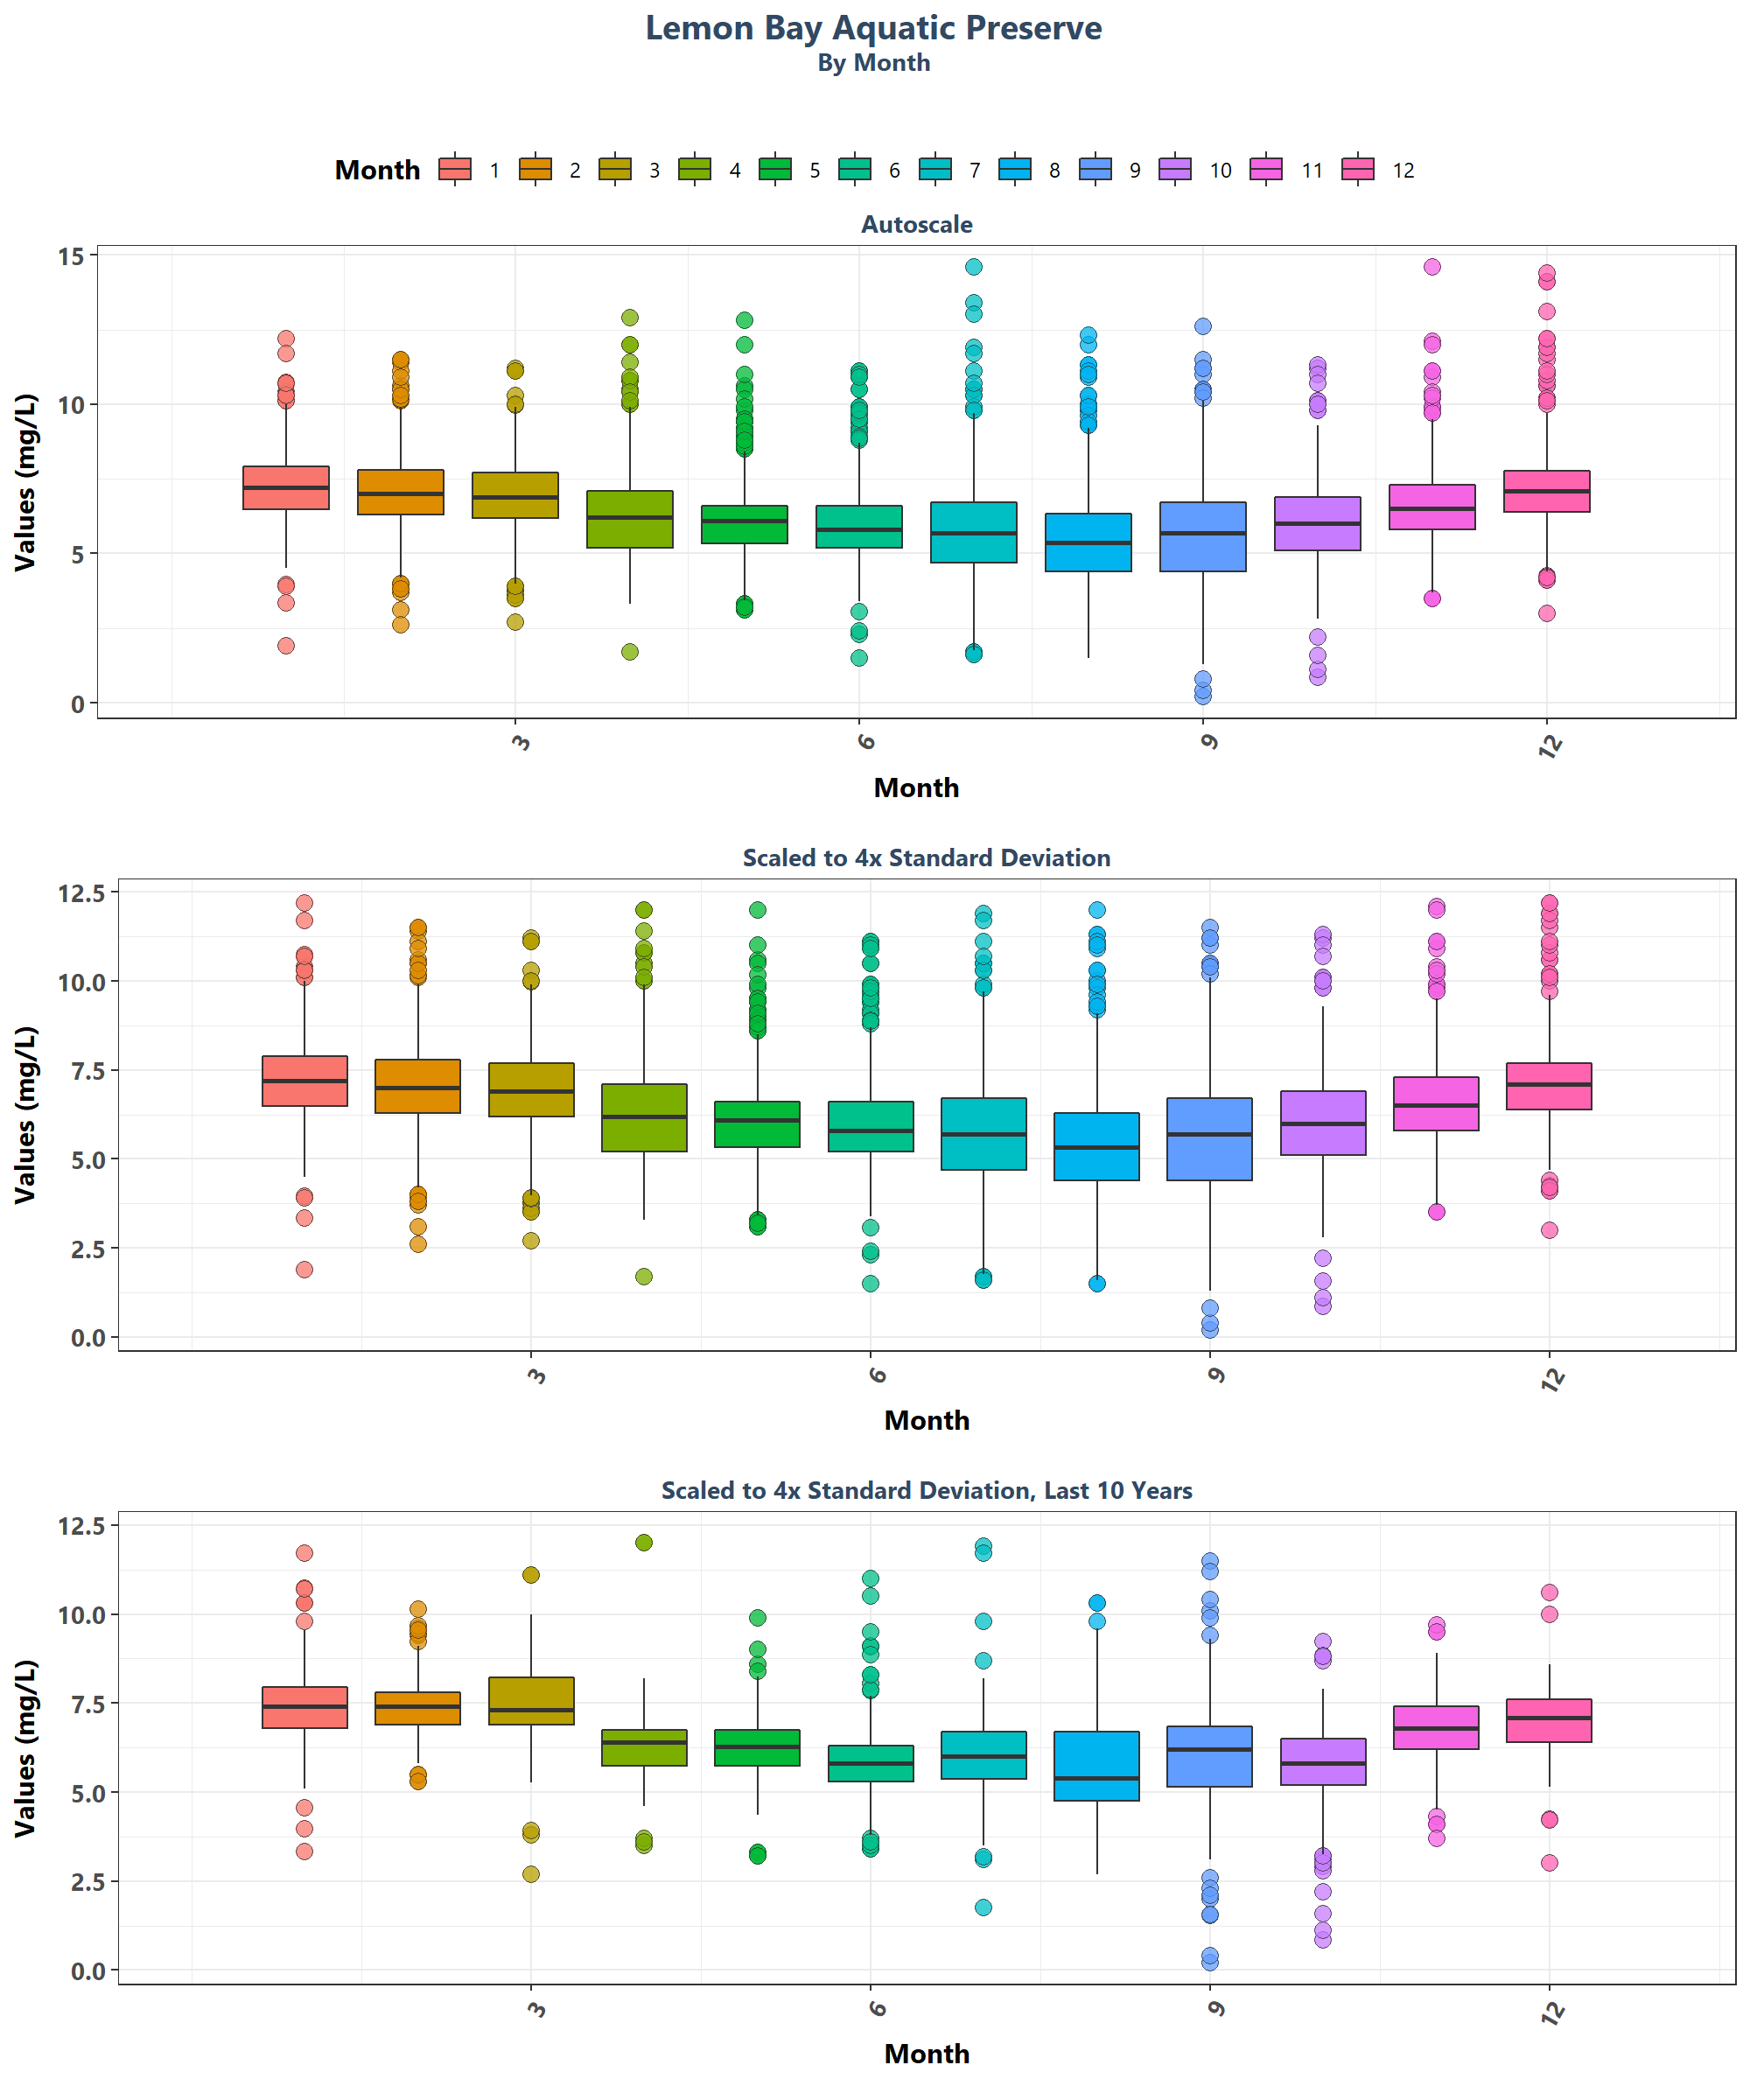 Lemon Bay Aquatic Preserve
By Month
Month 1 2 3 4 5 6 7 8 9 10 11 12
Autoscale
Values (mg/L)
15
10
5
0
3 6 9 12
Month
Scaled to 4x Standard Deviation
Values (mg/L)
12.5
10.0
7.5
5.0
2.5
0.0
3 6 9 12
Month
Scaled to 4x Standard Deviation, Last 10 Years
Values (mg/L)
12.5
10.0
7.5
5.0
2.5
0.0
3 6 9 12
Month